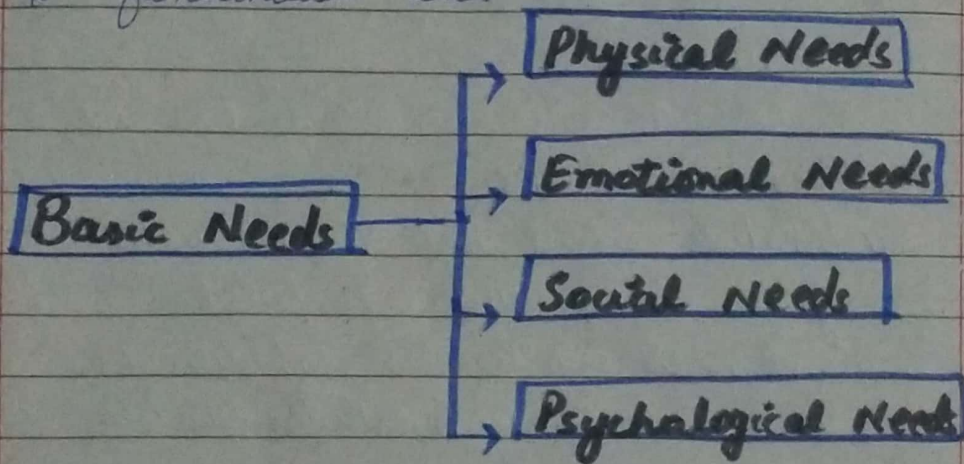 Physical Needs
Emotional Needs
Basic Needs
Social Needs
Psychological Needs